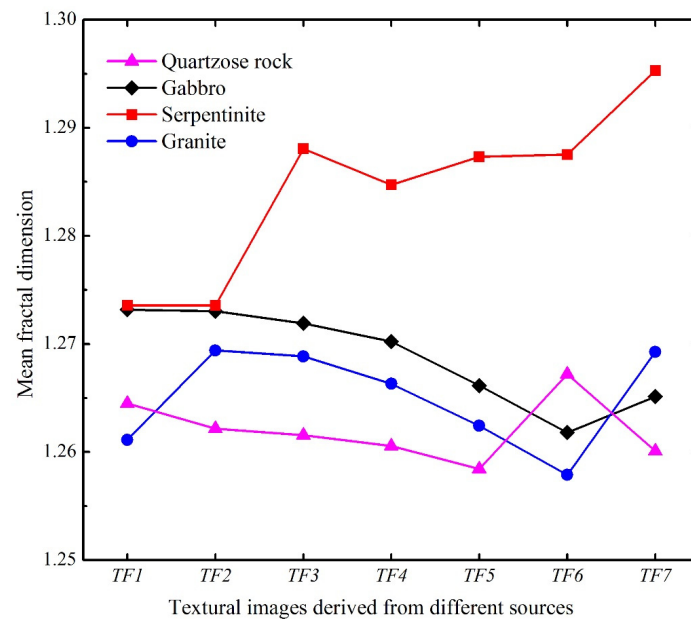 Quartzose rock
Gabbro
Serpentinite
Granite
1.30
1.29
1.28
1.27
1.26
1.25
Mean fractal dimension
TF1 TF2 TF3 TF4 TF5 TF6 TF7
Textural images derived from different sources